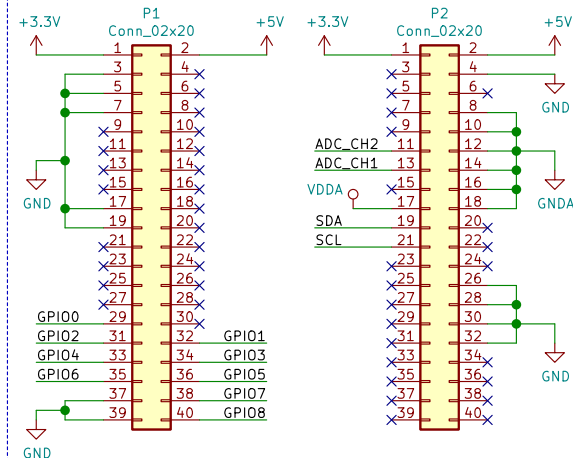 P1
Conn_02x20
+3.3V
+5V
1 2
3 4
5 6
7 8
9 10
11 12
13 14
15 16
17 18
GND
19 20
21 22
23 24
25 26
27 28
GPIO0 29 30
GPIO2 31 32 GPIO1
GPIO4 33 34 GPIO3
GPIO6 35 36 GPIO5
37 38 GPIO7
39 40 GPIO8
GND
P2
Conn_02x20
+3.3V
+5V
1 2
3 4
5 6
GND
7 8
9 10
ADC_CH2 11 12
ADC_CH1 13 14
15 16
VDDA
17 18
GNDA
SDA 19 20
SCL 21 22
23 24
25 26
27 28
29 30
31 32
33 34
35 36
GND
37 38
39 40